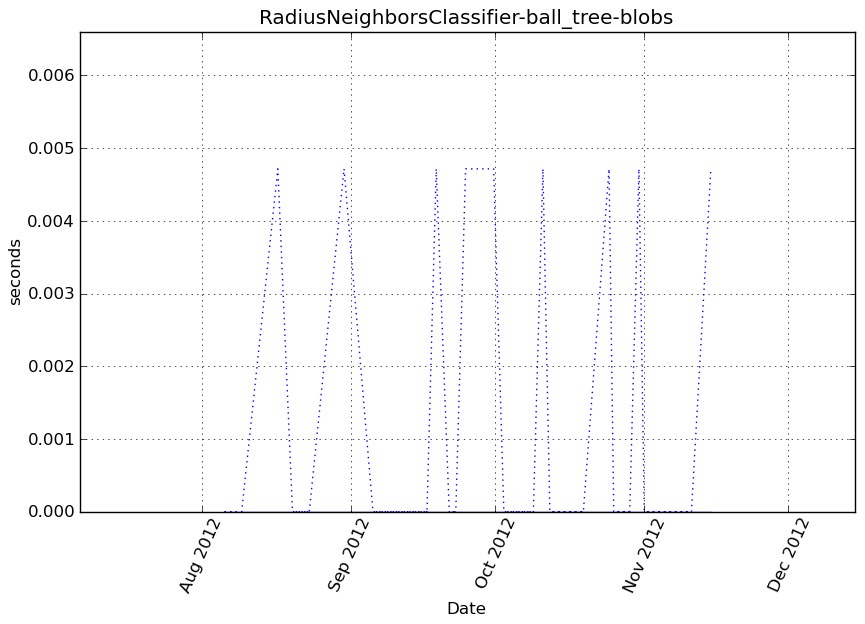 RadiusNeighborsClassifier-ball_tree-blobs
0.006
0.005
0.004
0.003
0.002
0.001
0.000
seconds
Aug 2012
Sep 2012
Oct 2012
Nov 2012
Dec 2012
Date